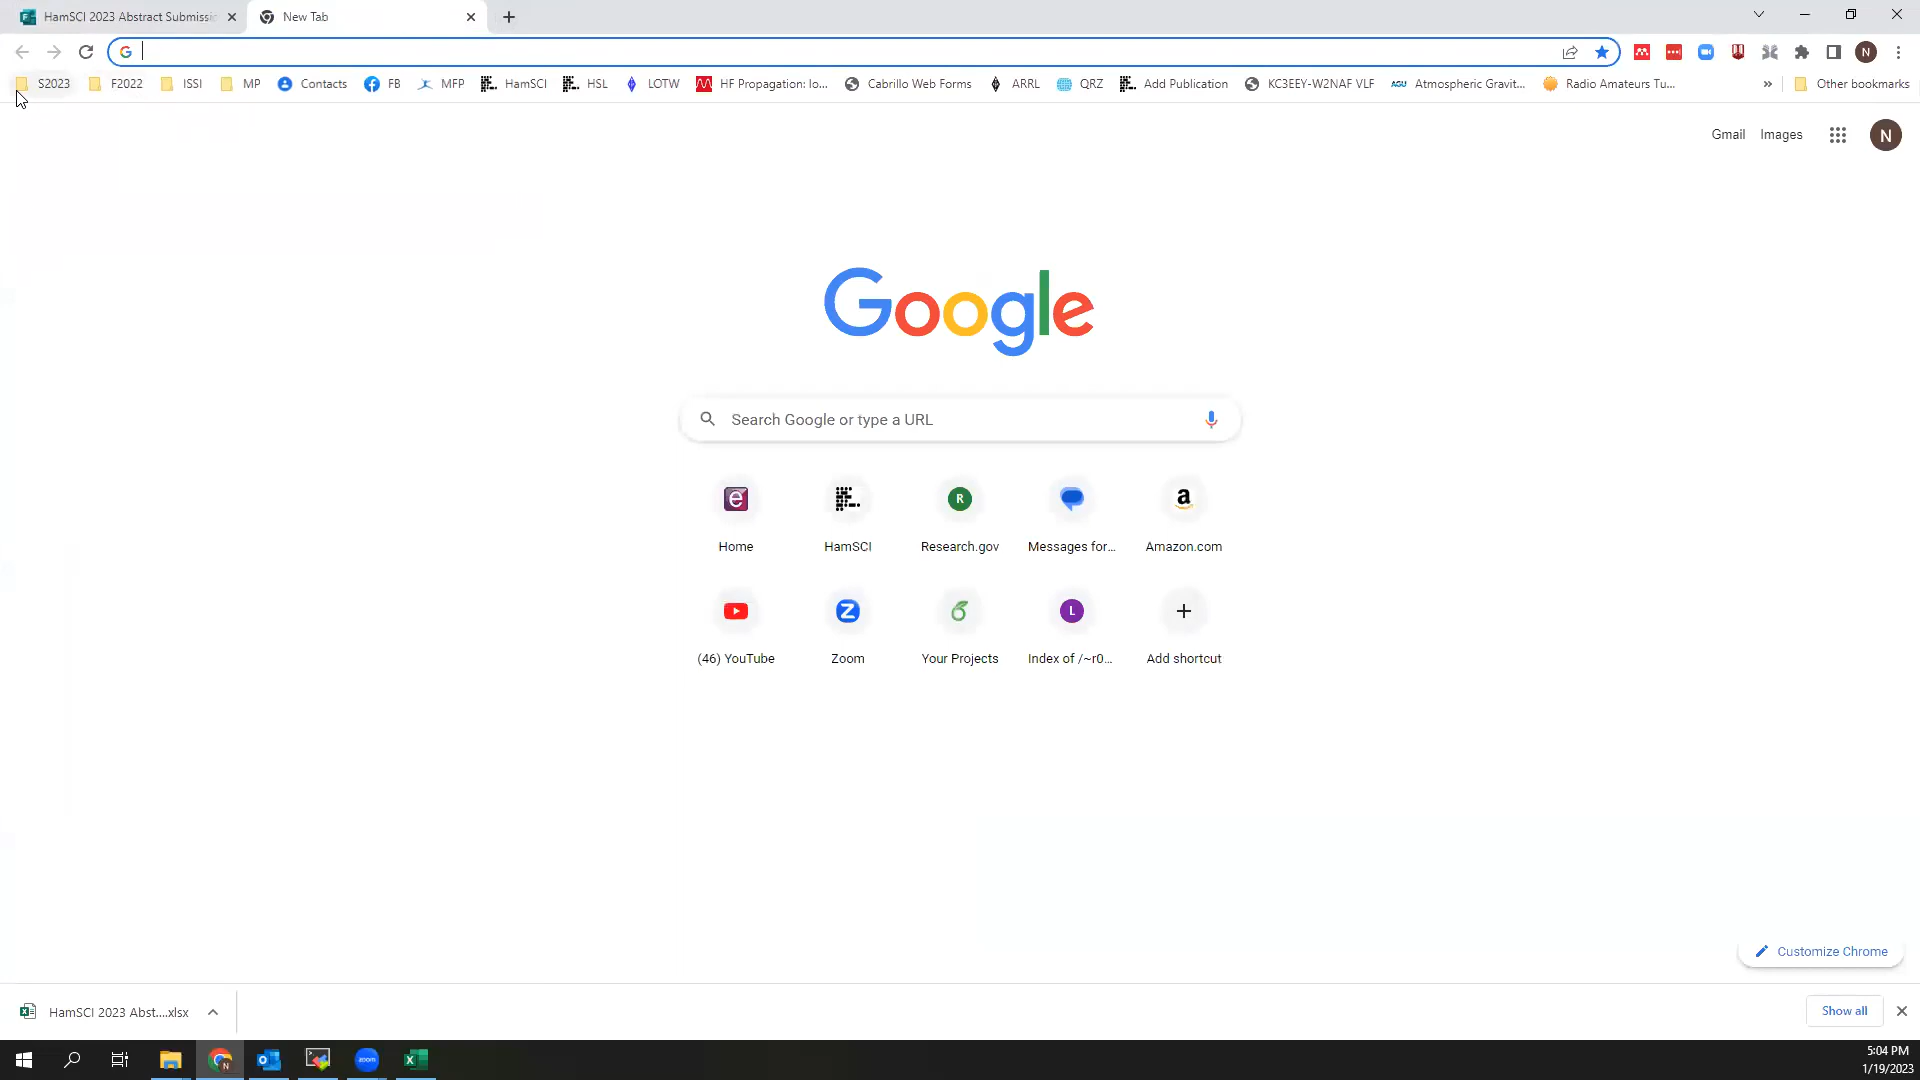 HamSCI 2023 Abstract Submissi
New Tab
S2023
F2022
ISSI
MP
Contacts
FB
MFP
HamSCI
HSL
LOTW
HF Propagation: Io...
Cabrillo Web Forms
ARRL
QRZ
Add Publication
KC3EEY-W2NAF VLF
AGU
Atmospheric Gravit...
Radio Amateurs Tu...
»
Other bookmarks
Gmail
Images
N
Google
Search Google or type a URL
Home
HamSCI
Research.gov
Messages for...
Amazon.com
(46) YouTube
Zoom
Your Projects
Index of /~r0...
Add shortcut
Customize Chrome
HamSCI 2023 Abst....xlsx
Show all
5:04 PM
1/19/2023